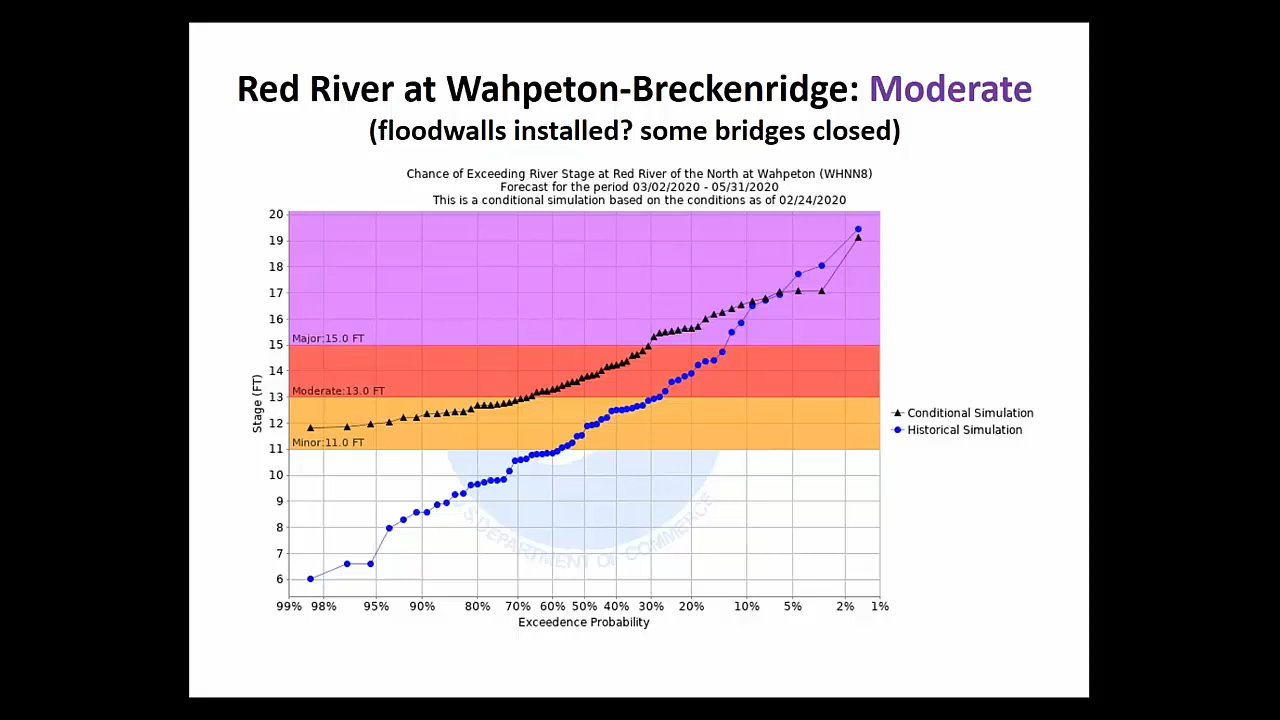 Red River at Wahpeton-Breckenridge: Moderate
(floodwalls installed? some bridges closed)
Chance of Exceeding River Stage at Red River of the North at Wahpeton (WHNN8)
Forecast for the period 03/02/2020 - 05/31/2020
This is a conditional simulation based on the conditions as of 02/24/2020
20
19
18
17
16
Major:15.0 FT
15
14
Moderate:13.0 FT
13
12
Minor:11.0 FT
11
10
9
8
7
6
Stage (FT)
Conditional Simulation
Historical Simulation
S.DEPARTMENT OF COMMERCE
99% 98% 95% 90% 80% 70% 60% 50% 40% 30% 20% 10% 5% 2% 1%
Exceedence Probability